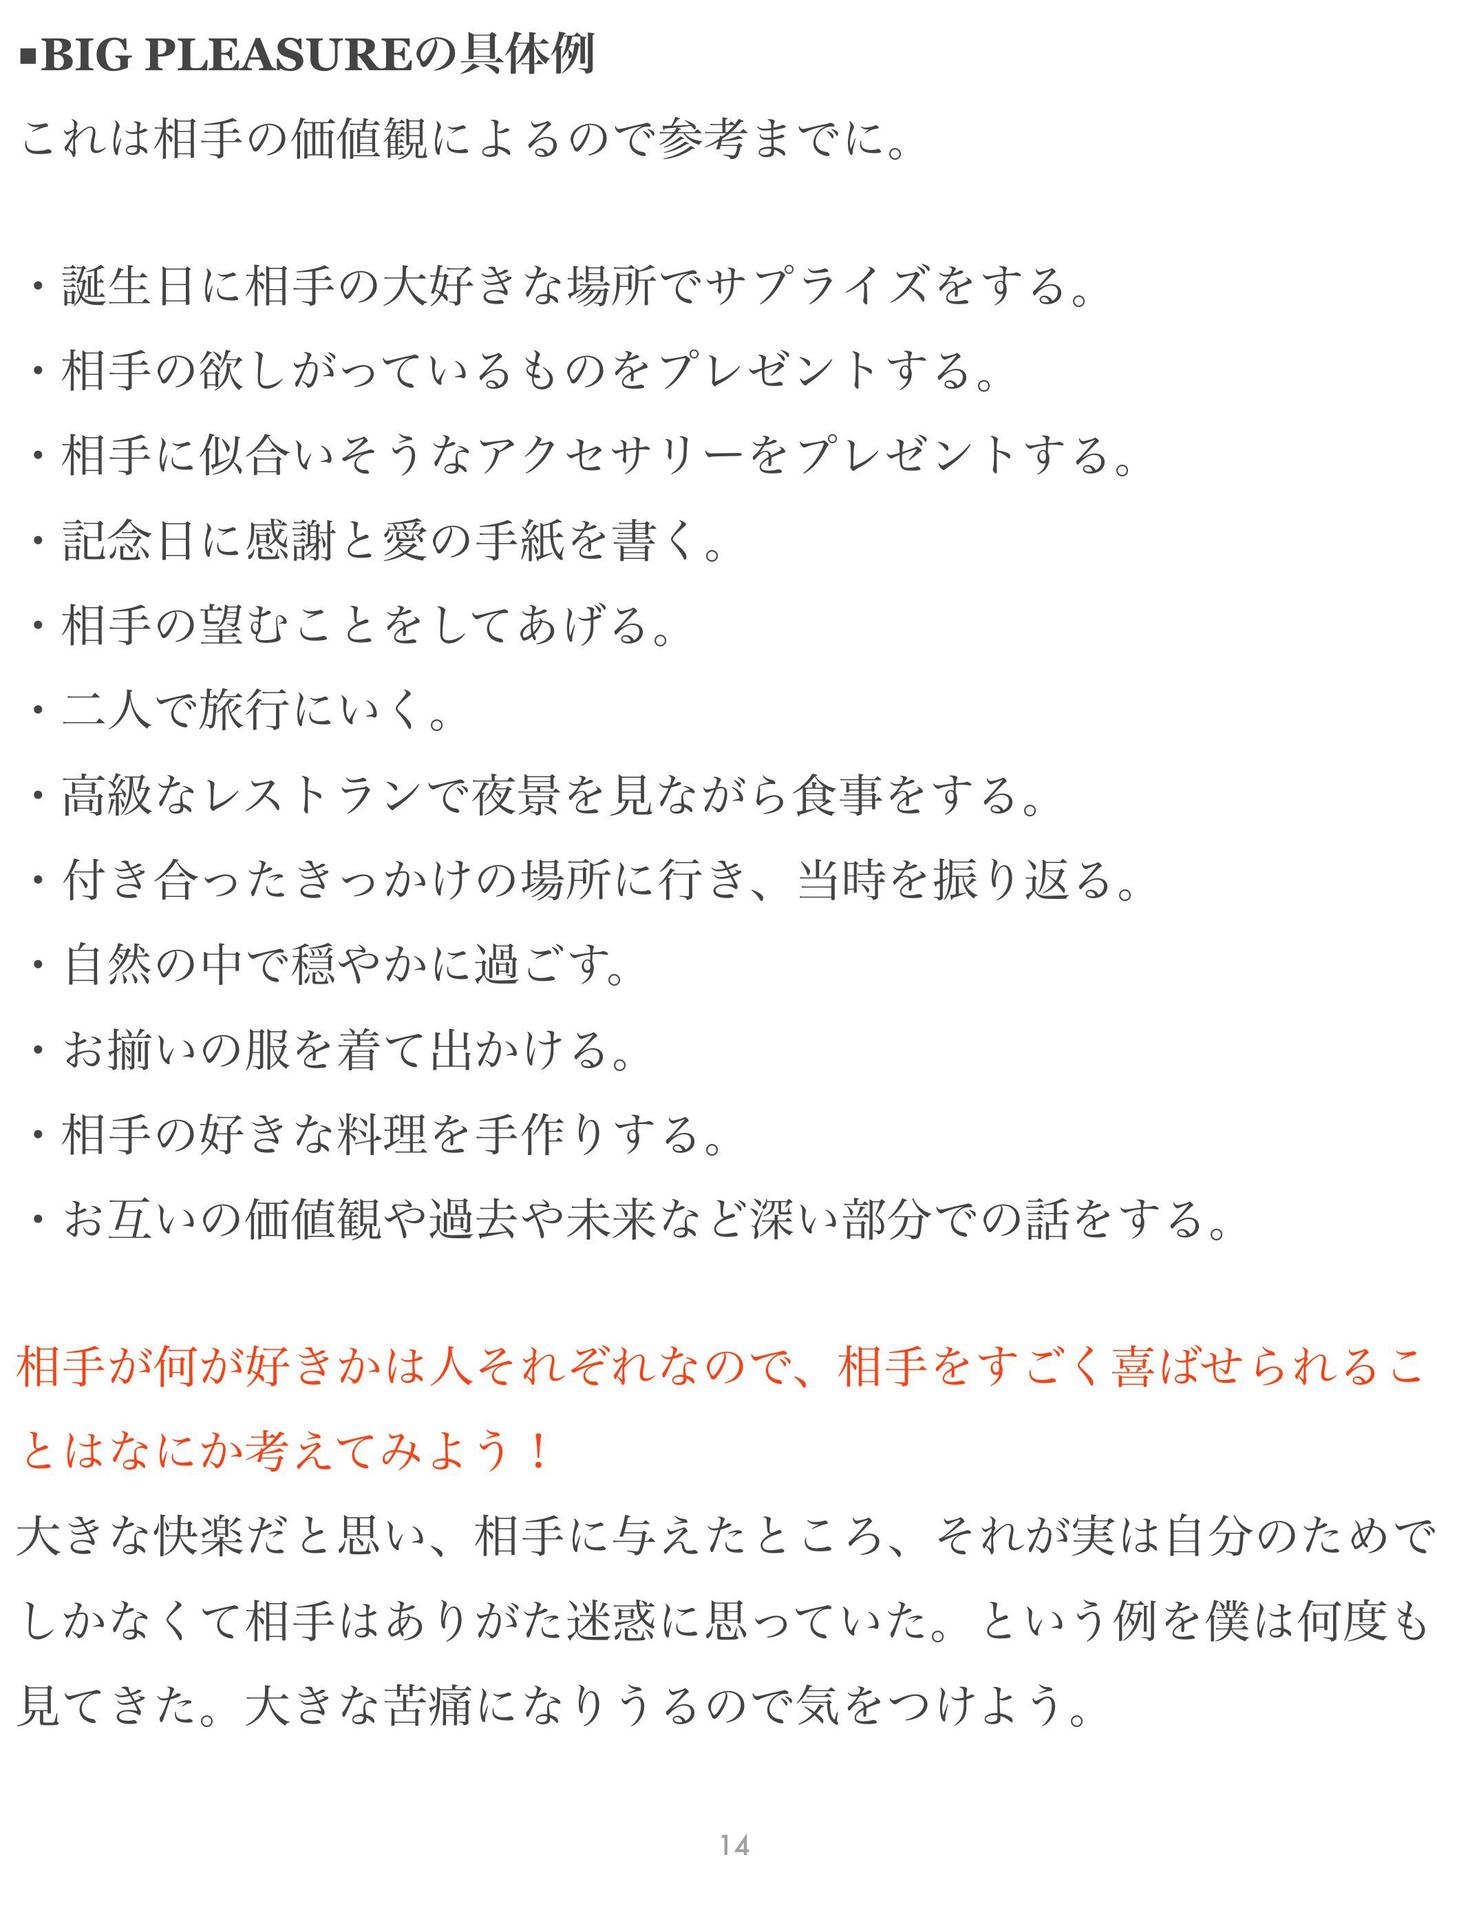 ▪BIG PLEASUREの具体例
これは相手の価値観によるので参考までに。
・誕生日に相手の大好きな場所でサプライズをする。
・相手の欲しがっているものをプレゼントする。
・相手に似合いそうなアクセサリーをプレゼントする。
・記念日に感謝と愛の手紙を書く。
・相手の望むことをしてあげる。
・二人で旅行にいく。
・高級なレストランで夜景を見ながら食事をする。
・付き合ったきっかけの場所に行き、当時を振り返る。
・自然の中で穏やかに過ごす。
・お揃いの服を着て出かける。
・相手の好きな料理を手作りする。
・お互いの価値観や過去や未来など深い部分での話をする。
相手が何が好きかは人それぞれなので、相手をすごく喜ばせられるこ
とはなにか考えてみよう！
大きな快楽だと思い、相手に与えたところ、それが実は自分のためで
しかなくて相手はありがた迷惑に思っていた。という例を僕は何度も
見てきた。大きな苦痛になりうるので気をつけよう。
14